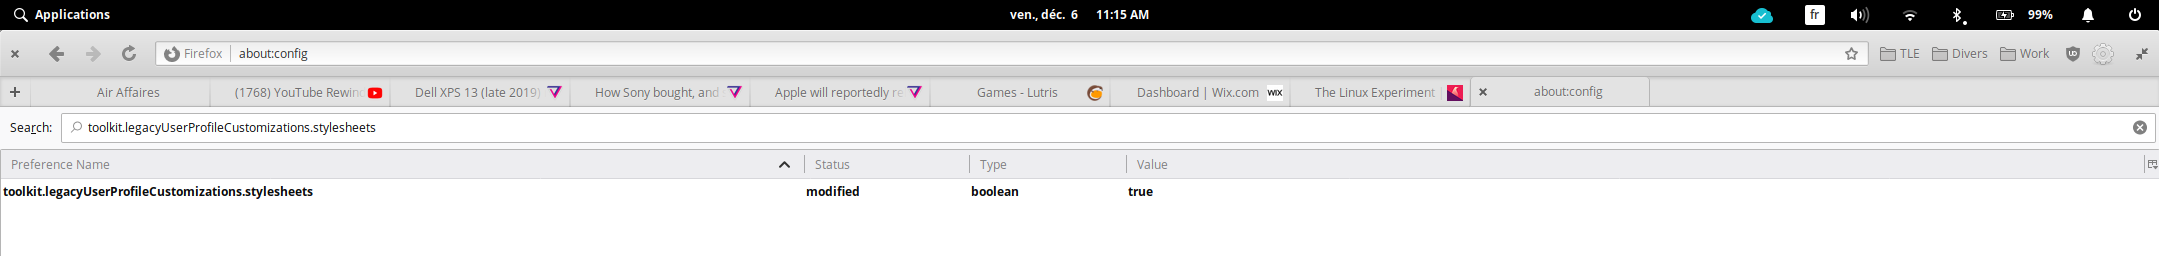 Applications ven., déc. 6 11:15 AM fr 99%
Firefox about:config TLE Divers Work
Air Affaires (1768) YouTube Rewin Dell XPS 13 (late 2019) How Sony bought, and Apple will reportedly re Games - Lutris Dashboard | Wix.com WIX The Linux Experiment about:config
Search: toolkit.legacyUserProfileCustomizations.stylesheets
Preference Name Status Type Value
toolkit.legacyUserProfileCustomizations.stylesheets modified boolean true